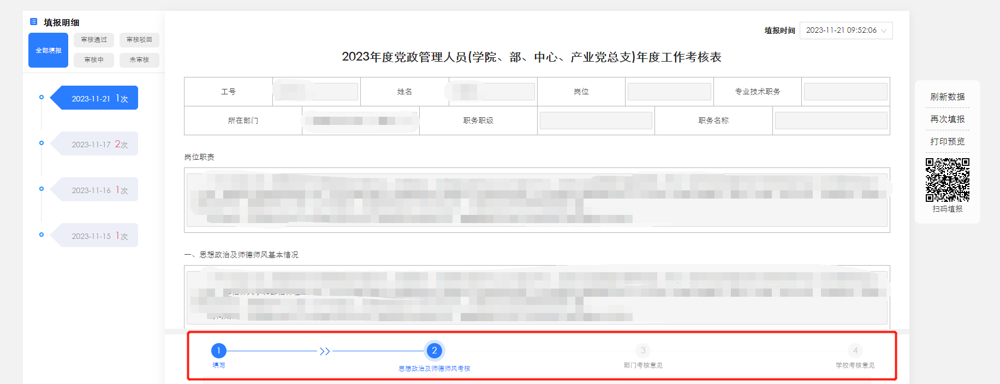 填报明细
全部填报
审核通过
审核驳回
审核中
未审核
2023-11-21 1次
2023-11-17 2次
2023-11-16 1次
2023-11-15 1次
填报时间 2023-11-21 09:52:06
2023年度党政管理人员(学院、部、中心、产业党总支)年度工作考核表
工号 姓名 岗位 专业技术职务
所在部门 职务职级 职务名称
岗位职责
一、思想政治及师德师风基本情况
1 2 3 4
填写 思想政治及师德师风考核 部门考核意见 学校考核意见
刷新数据
再次填报
打印预览
扫码填报